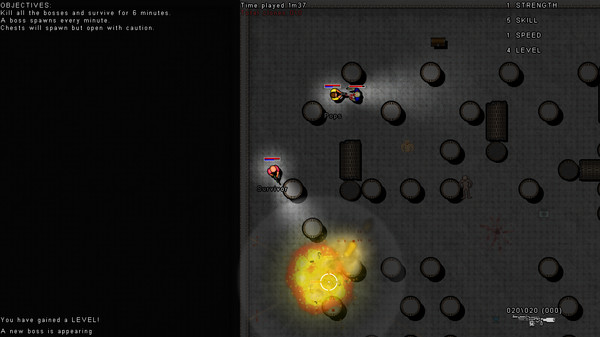 OBJECTIVES:
Kill all the bosses and survive for 6 minutes.
A boss spawns every minute.
Chests will spawn but open with caution.
Time played:1m37
1 STRENGTH
5 SKILL
1 SPEED
4 LEVEL
Pops
Survivor
You have gained a LEVEL!
A new boss is appearing
020\020 (000)